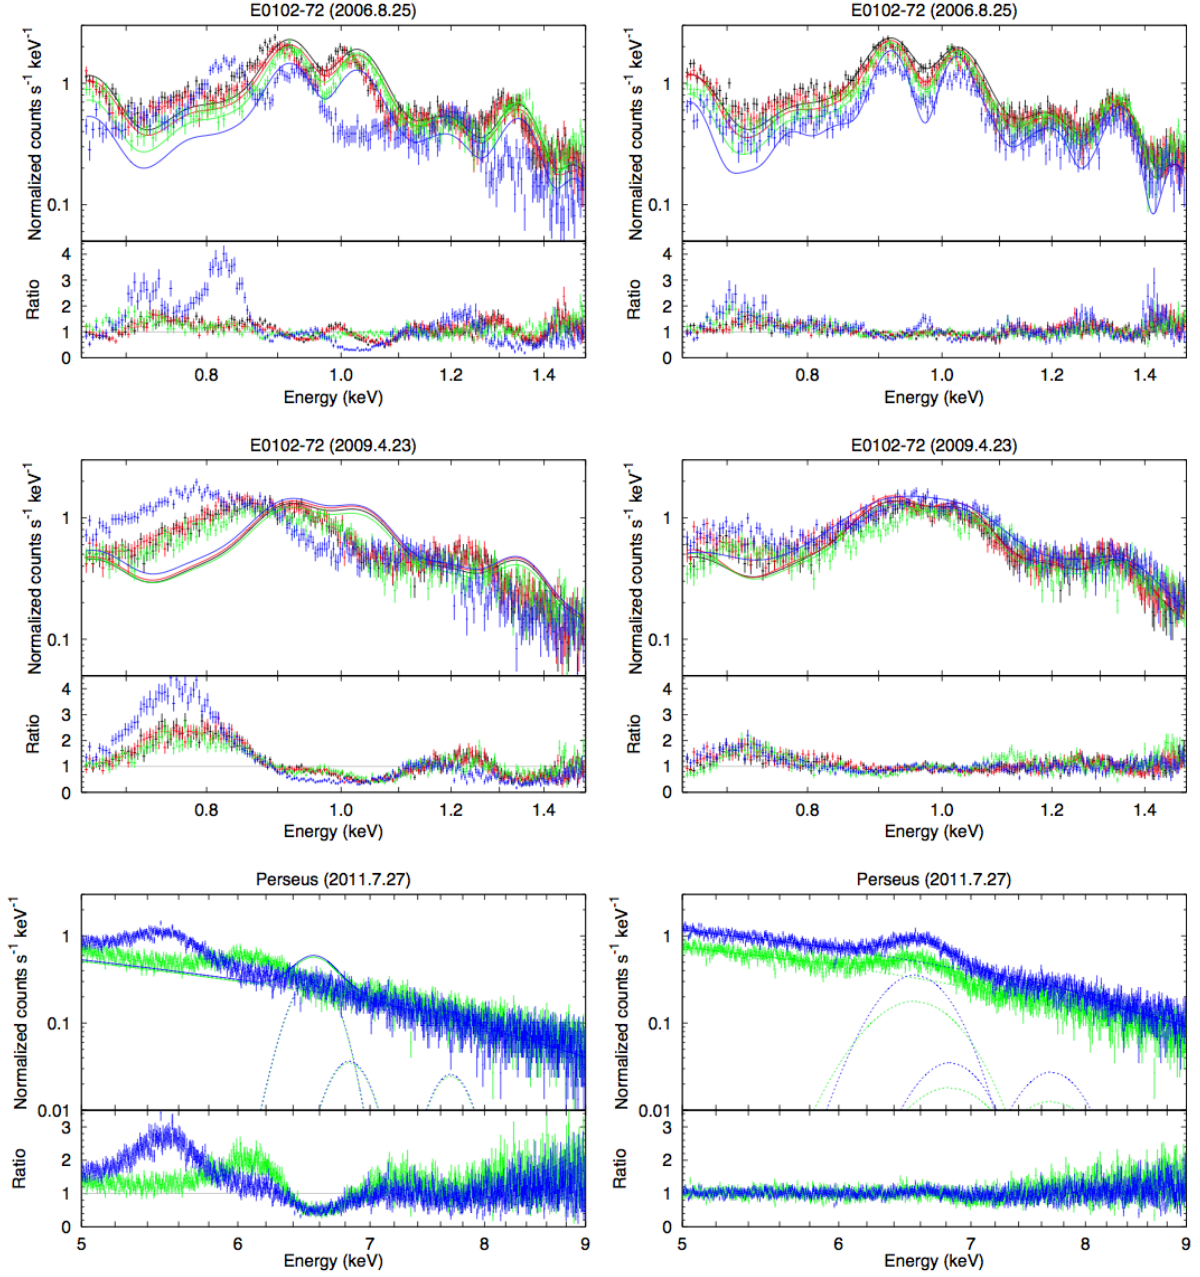 E0102-72 (2006.8.25)
Normalized counts s⁻¹ keV⁻¹
1
0.1
Ratio
4
3
2
1
0
0.8 1.0 1.2 1.4
Energy (keV)
E0102-72 (2006.8.25)
Normalized counts s⁻¹ keV⁻¹
1
0.1
Ratio
4
3
2
1
0
0.8 1.0 1.2 1.4
Energy (keV)
E0102-72 (2009.4.23)
Normalized counts s⁻¹ keV⁻¹
1
0.1
Ratio
4
3
2
1
0
0.8 1.0 1.2 1.4
Energy (keV)
E0102-72 (2009.4.23)
Normalized counts s⁻¹ keV⁻¹
1
0.1
Ratio
4
3
2
1
0
0.8 1.0 1.2 1.4
Energy (keV)
Perseus (2011.7.27)
Normalized counts s⁻¹ keV⁻¹
1
0.1
0.01
Ratio
3
2
1
0
5 6 7 8 9
Energy (keV)
Perseus (2011.7.27)
Normalized counts s⁻¹ keV⁻¹
1
0.1
0.01
Ratio
3
2
1
0
5 6 7 8 9
Energy (keV)